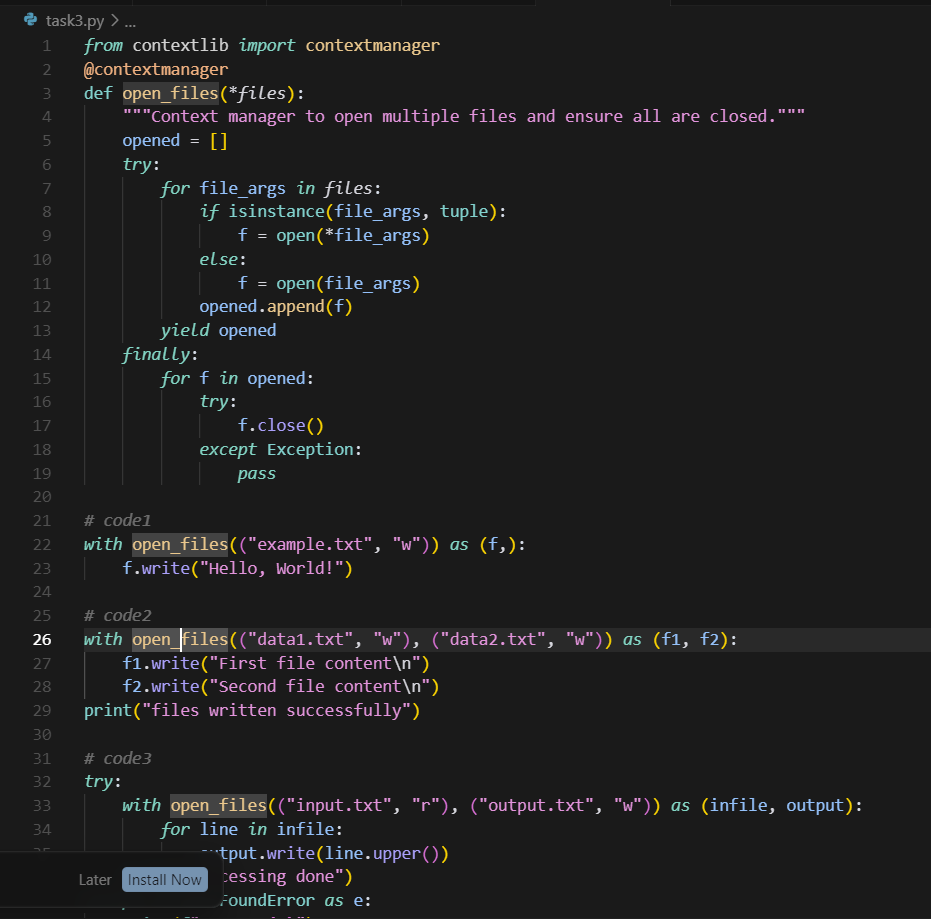 task3.py > ...
1 from contextlib import contextmanager
2 @contextmanager
3 def open_files(*files):
4     """Context manager to open multiple files and ensure all are closed."""
5     opened = []
6     try:
7         for file_args in files:
8             if isinstance(file_args, tuple):
9                 f = open(*file_args)
10             else:
11                 f = open(file_args)
12             opened.append(f)
13         yield opened
14     finally:
15         for f in opened:
16             try:
17                 f.close()
18             except Exception:
19                 pass
20
21 # code1
22 with open_files(("example.txt", "w")) as (f,):
23     f.write("Hello, World!")
24
25 # code2
26 with open_files(("data1.txt", "w"), ("data2.txt", "w")) as (f1, f2):
27     f1.write("First file content\n")
28     f2.write("Second file content\n")
29 print("files written successfully")
30
31 # code3
32 try:
33     with open_files(("input.txt", "r"), ("output.txt", "w")) as (infile, output):
34         for line in infile:
35             output.write(line.upper())
Later Install Now cessing done")
FoundError as e: